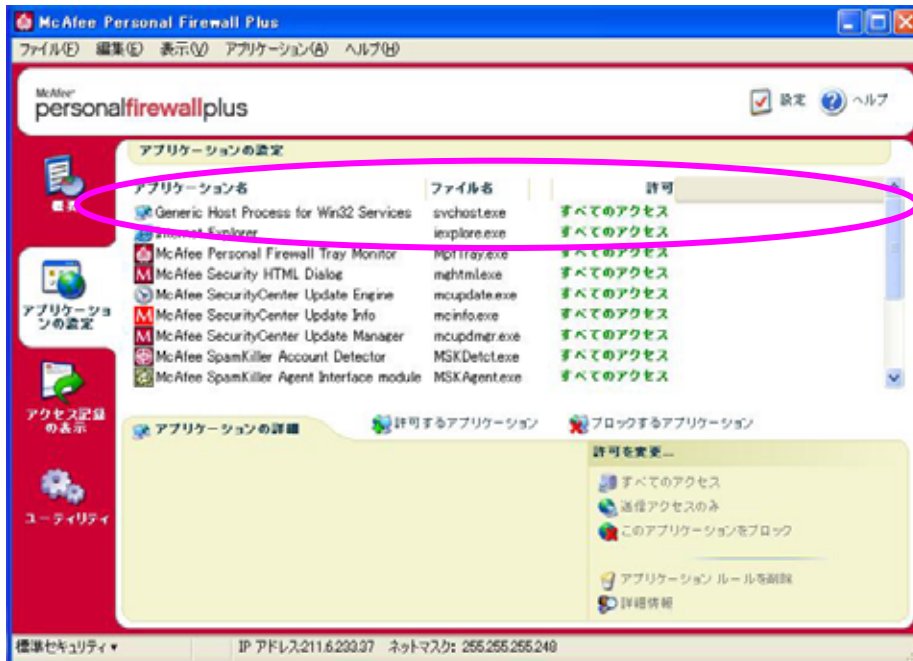 McAfee Personal Firewall Plus
ファイル(F) 編集(E) 表示(V) アプリケーション(A) ヘルプ(H)
McAfee
personalfirewallplus
設定 ヘルプ
アプリケーションの設定
アプリケーション名 ファイル名 許可
Generic Host Process for Win32 Services svchost.exe すべてのアクセス
Internet Explorer iexplore.exe すべてのアクセス
McAfee Personal Firewall Tray Monitor MpfTray.exe すべてのアクセス
McAfee Security HTML Dialog mghtml.exe すべてのアクセス
McAfee SecurityCenter Update Engine mcupdate.exe すべてのアクセス
McAfee SecurityCenter Update Info mcinfo.exe すべてのアクセス
McAfee SecurityCenter Update Manager mcupdmgr.exe すべてのアクセス
McAfee SpamKiller Account Detector MSKDetct.exe すべてのアクセス
McAfee SpamKiller Agent Interface module MSKAgent.exe すべてのアクセス
概要
アプリケーショ
ンの設定
アクセス記録
の表示
ユーティリティ
アプリケーションの詳細
許可するアプリケーション ブロックするアプリケーション
許可を変更...
すべてのアクセス
送信アクセスのみ
このアプリケーションをブロック
アプリケーション ルールを削除
詳細情報
標準セキュリティ IP アドレス:211.6.233.37 ネットマスク: 255.255.255.248